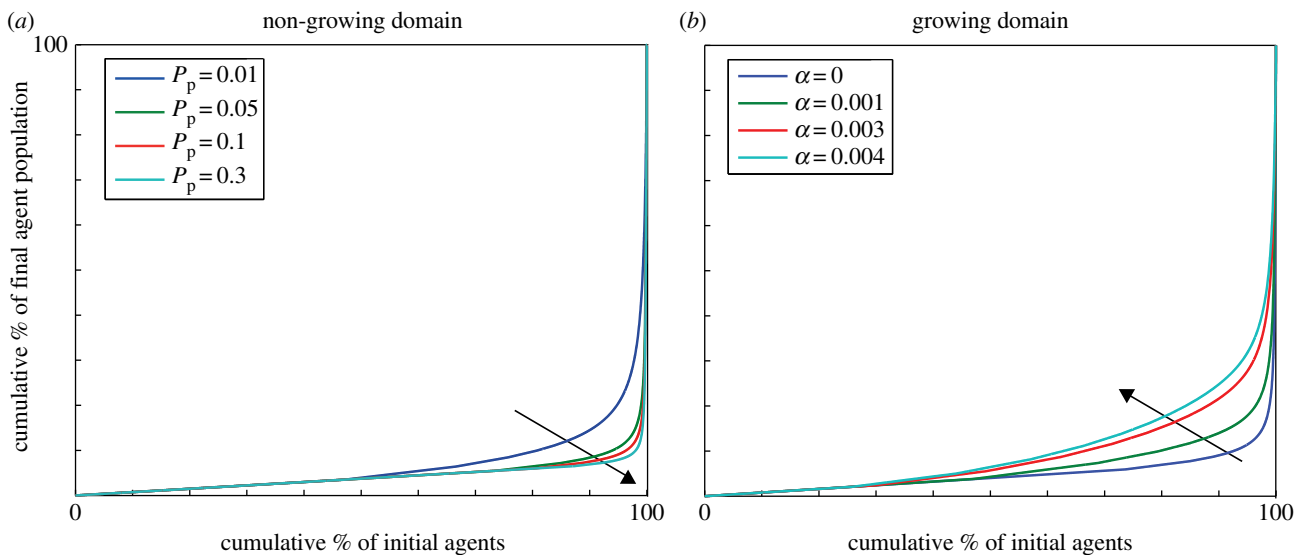 (a) non-growing domain
100
P_p = 0.01
P_p = 0.05
P_p = 0.1
P_p = 0.3
cumulative % of final agent population
0 100
cumulative % of initial agents
(b) growing domain
α = 0
α = 0.001
α = 0.003
α = 0.004
0 100
cumulative % of initial agents